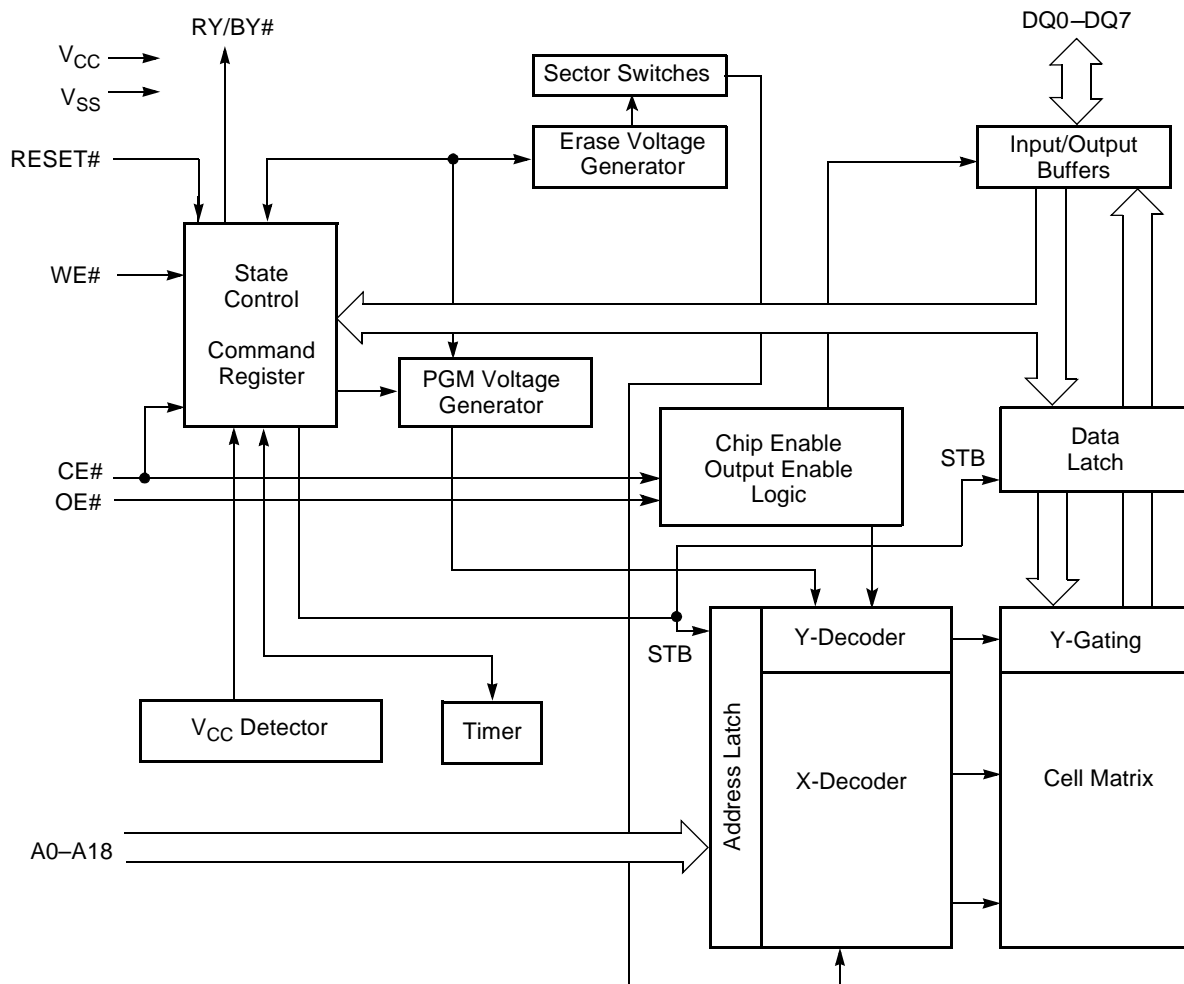 RY/BY#
DQ0–DQ7
VCC
VSS
Sector Switches
Erase Voltage
Generator
Input/Output
Buffers
RESET#
WE#
State
Control
Command
Register
PGM Voltage
Generator
Chip Enable
Output Enable
Logic
Data
Latch
STB
CE#
OE#
STB
Y-Decoder
Y-Gating
VCC Detector
Timer
Address Latch
X-Decoder
Cell Matrix
A0–A18